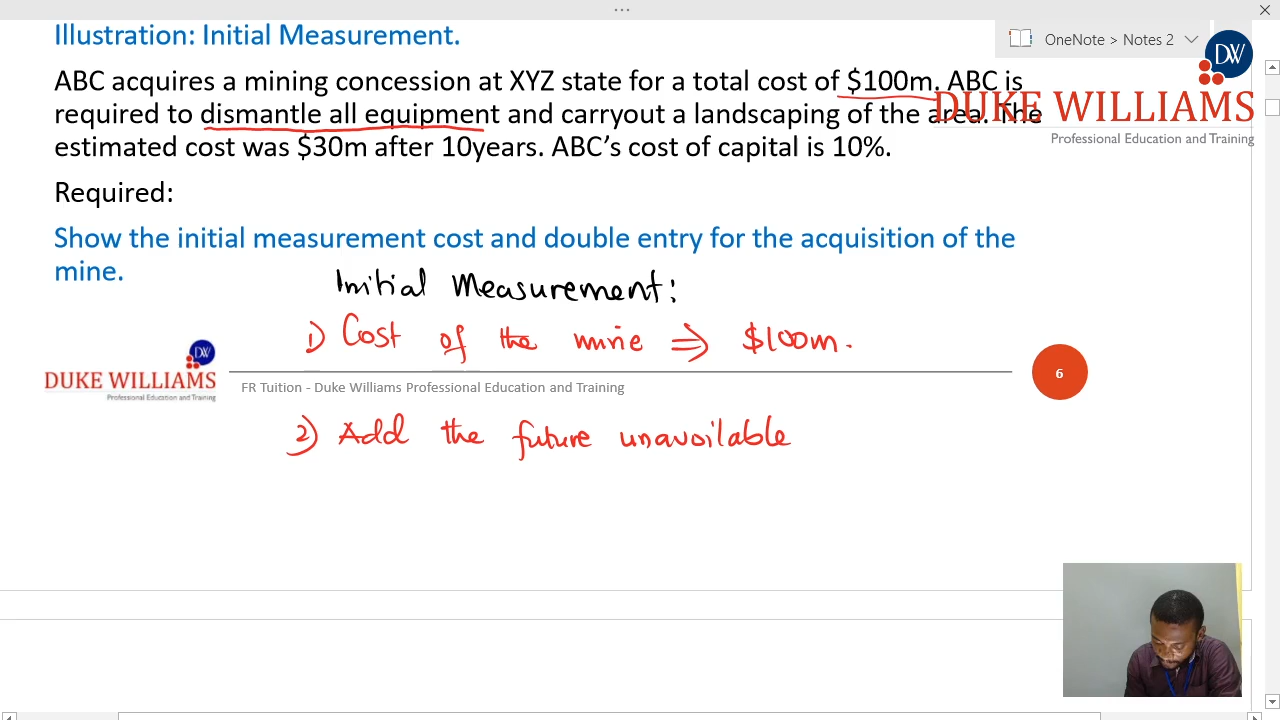 Illustration: Initial Measurement.
OneNote > Notes 2
DW
ABC acquires a mining concession at XYZ state for a total cost of $100m. ABC is
required to dismantle all equipment and carryout a landscaping of the area. The
DUKE WILLIAMS
Professional Education and Training
estimated cost was $30m after 10years. ABC's cost of capital is 10%.
Required:
Show the initial measurement cost and double entry for the acquisition of the
mine.
Initial Measurement:
1) Cost of the mine ⇒ $100m.
DW
DUKE WILLIAMS
Professional Education and Training
FR Tuition - Duke Williams Professional Education and Training
6
2) Add the future unavoilable